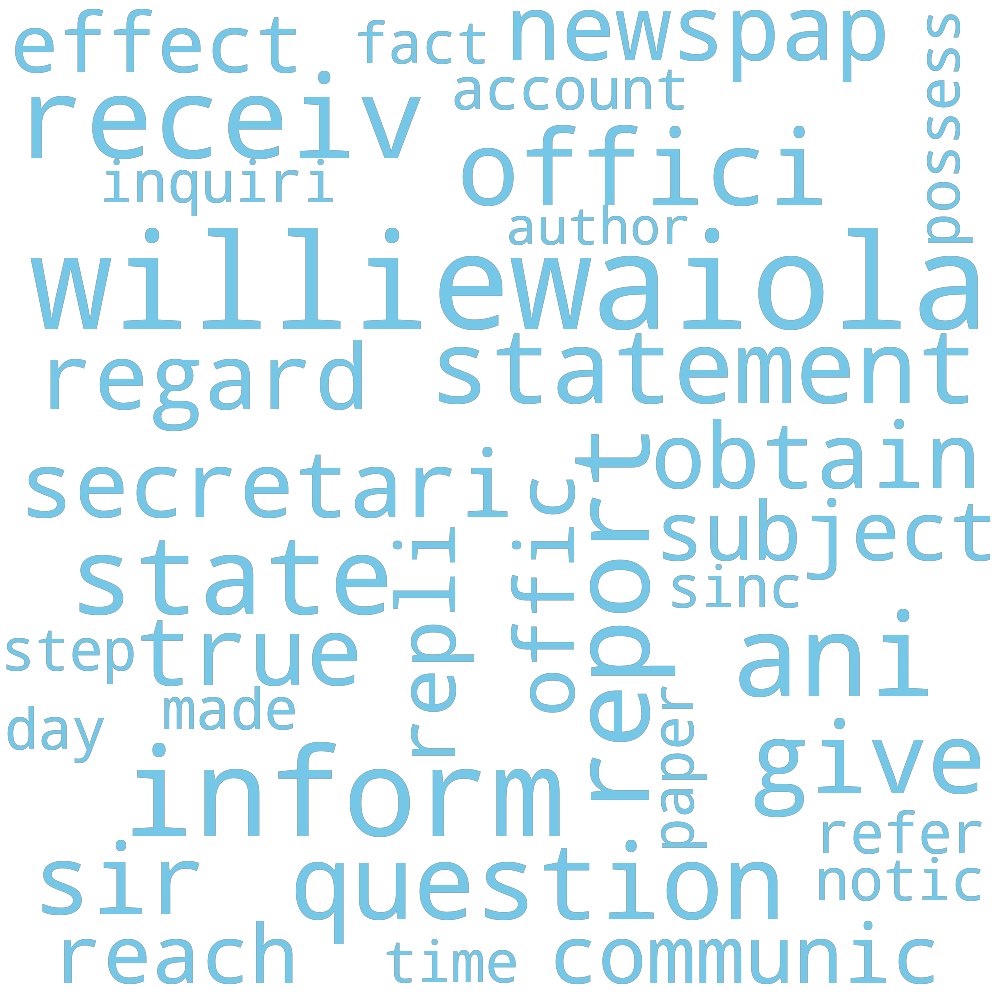 effect
fact
newspap
possess
receiv
account
inquiri
offici
author
williewaiola
regard
statement
secretari
obtain
report
offic
repli
subject
state
sinc
step
true
ani
day
made
paper
give
inform
refer
sir
question
notic
reach
time
communic